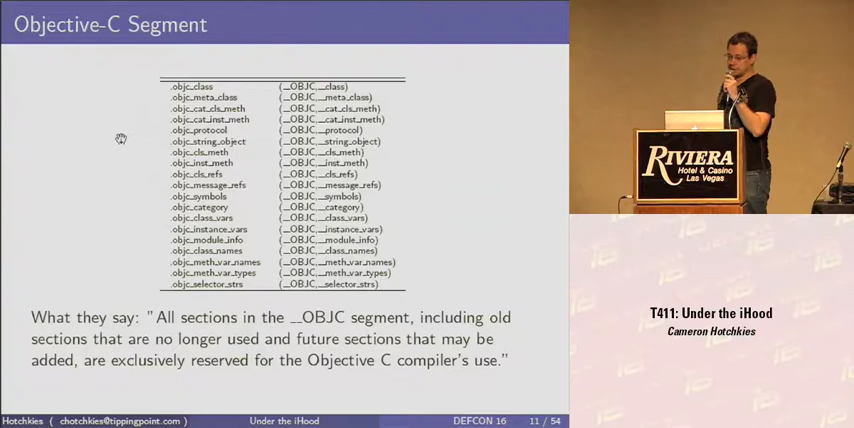 Objective-C Segment
.objc_class (__OBJC,__class)
.objc_meta_class (__OBJC,__meta_class)
.objc_cat_cls_meth (__OBJC,__cat_cls_meth)
.objc_cat_inst_meth (__OBJC,__cat_inst_meth)
.objc_protocol (__OBJC,__protocol)
.objc_string_object (__OBJC,__string_object)
.objc_cls_meth (__OBJC,__cls_meth)
.objc_inst_meth (__OBJC,__inst_meth)
.objc_cls_refs (__OBJC,__cls_refs)
.objc_message_refs (__OBJC,__message_refs)
.objc_symbols (__OBJC,__symbols)
.objc_category (__OBJC,__category)
.objc_class_vars (__OBJC,__class_vars)
.objc_instance_vars (__OBJC,__instance_vars)
.objc_module_info (__OBJC,__module_info)
.objc_class_names (__OBJC,__class_names)
.objc_meth_var_names (__OBJC,__meth_var_names)
.objc_meth_var_types (__OBJC,__meth_var_types)
.objc_selector_strs (__OBJC,__selector_strs)
What they say: "All sections in the __OBJC segment, including old
sections that are no longer used and future sections that may be
added, are exclusively reserved for the Objective C compiler's use."
Hotchkies ( chotchkies@tippingpoint.com ) Under the iHood DEFCON 16 11 / 54
RIVIERA
Hotel & Casino
Las Vegas
T411: Under the iHood
Cameron Hotchkies